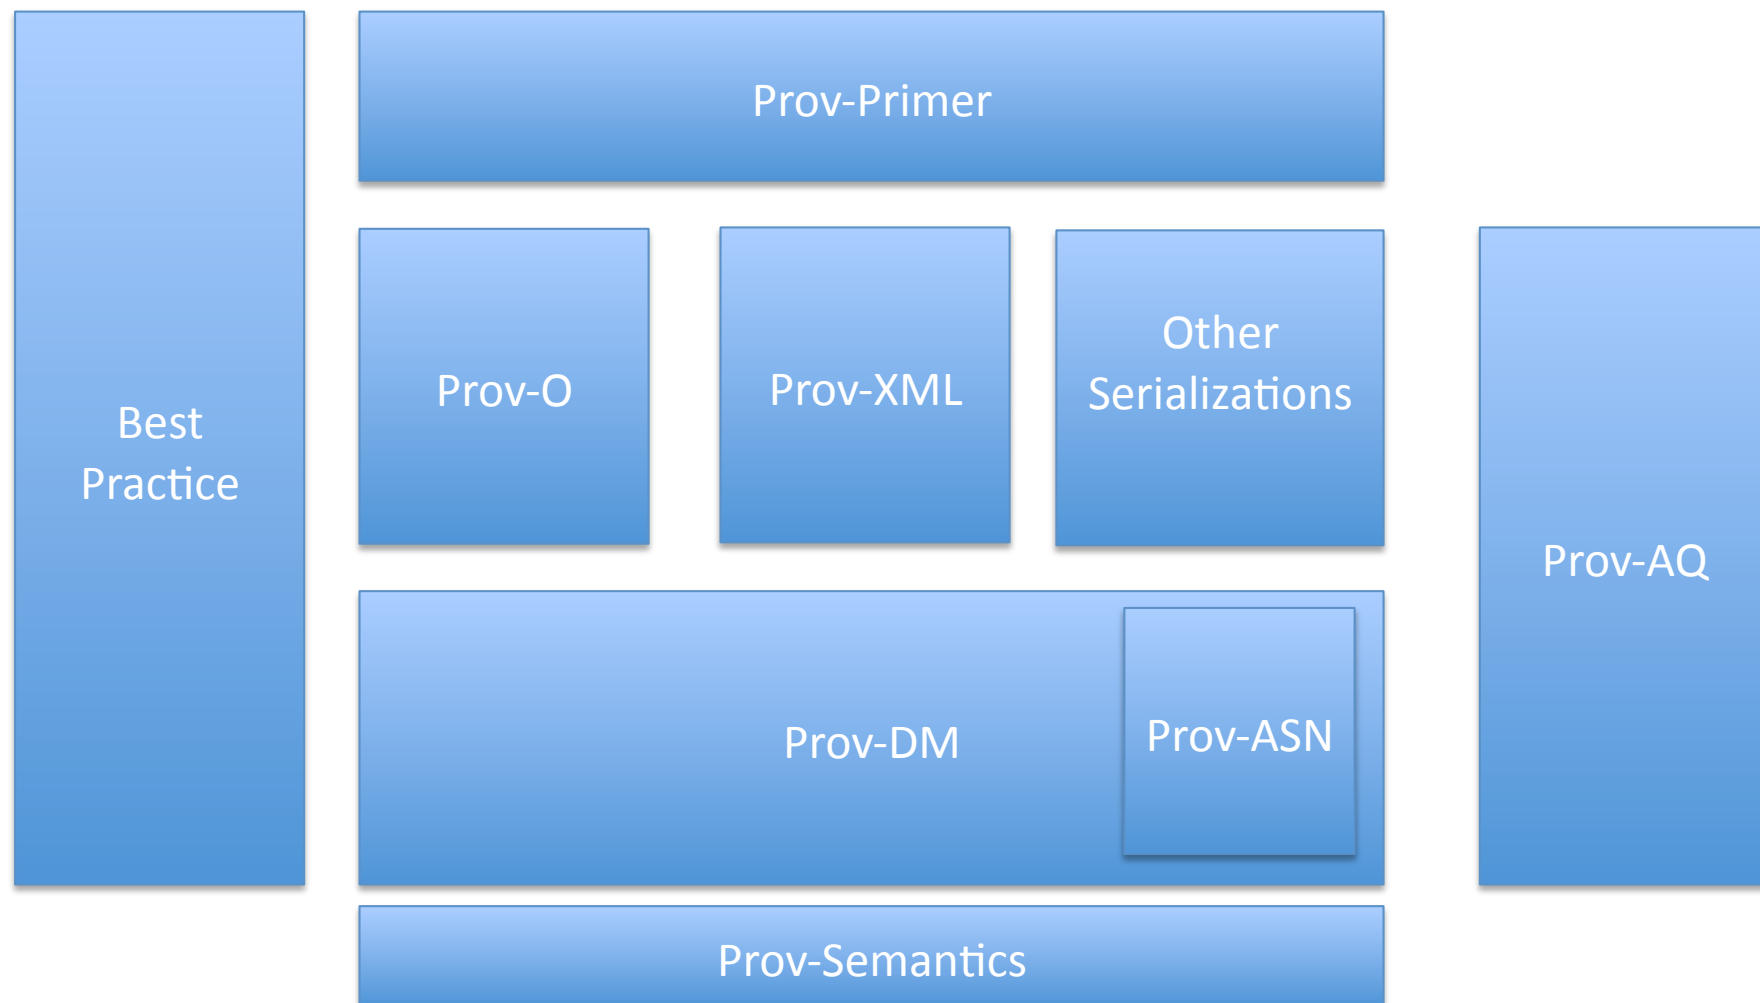 Prov-Primer
Best
Practice
Prov-O
Prov-XML
Other
Serializations
Prov-AQ
Prov-DM
Prov-ASN
Prov-Semantics